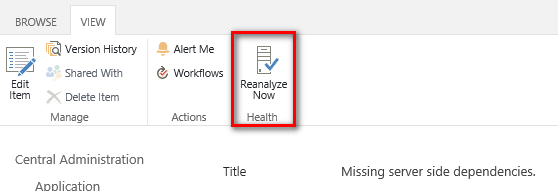 BROWSE VIEW
Version History
Shared With
Delete Item
Edit
Item
Manage
Alert Me
Workflows
Actions
Reanalyze
Now
Health
Central Administration
Application
Title Missing server side dependencies.